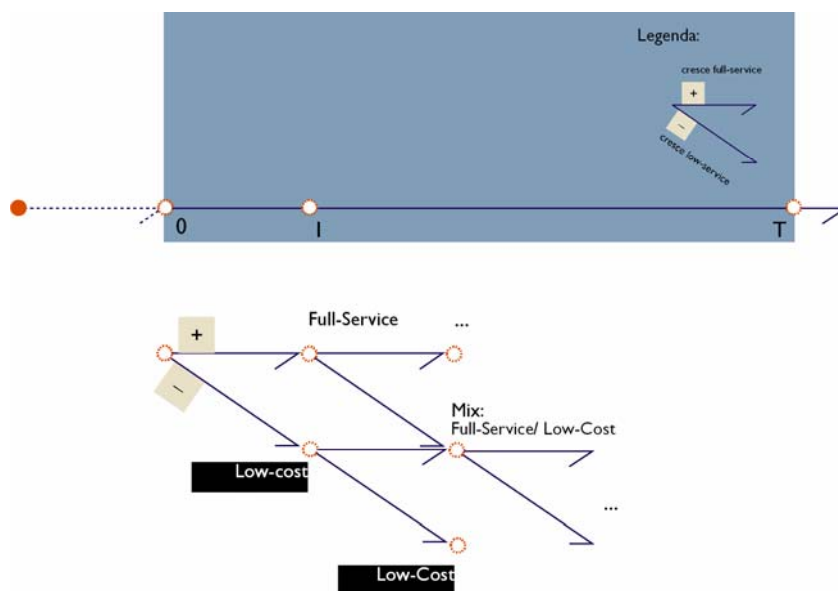 Legenda:
cresce full-service
+
–
cresce low-service
0
I
T
Full-Service
...
+
–
Mix:
Full-Service/ Low-Cost
Low-cost
...
Low-Cost